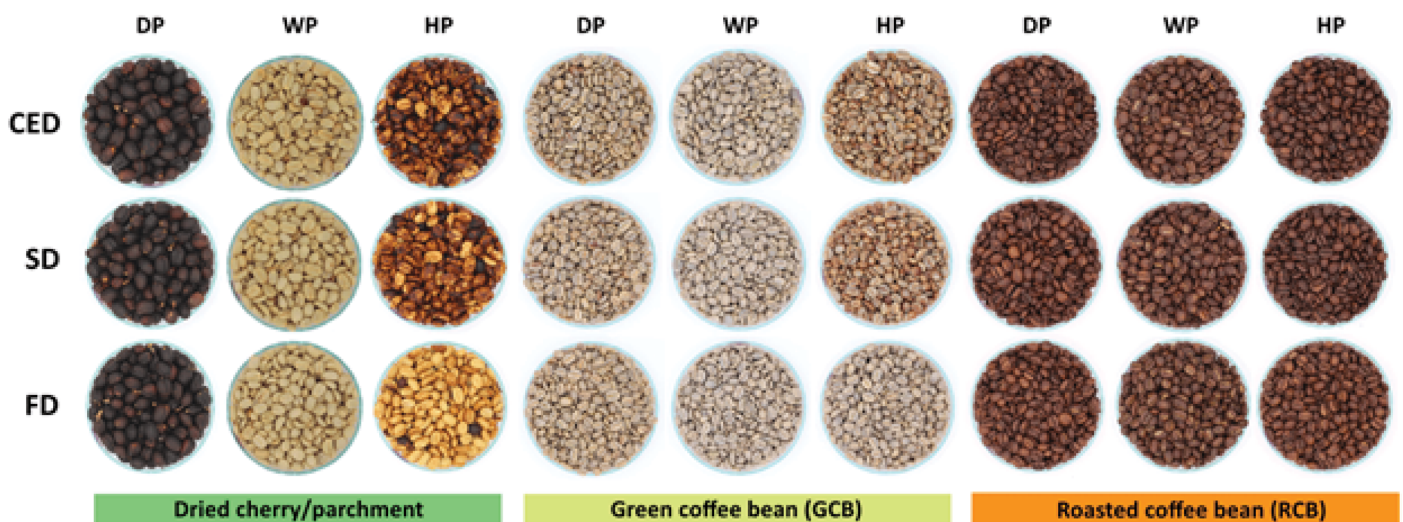 DP WP HP DP WP HP DP WP HP
CED
SD
FD
Dried cherry/parchment Green coffee bean (GCB) Roasted coffee bean (RCB)